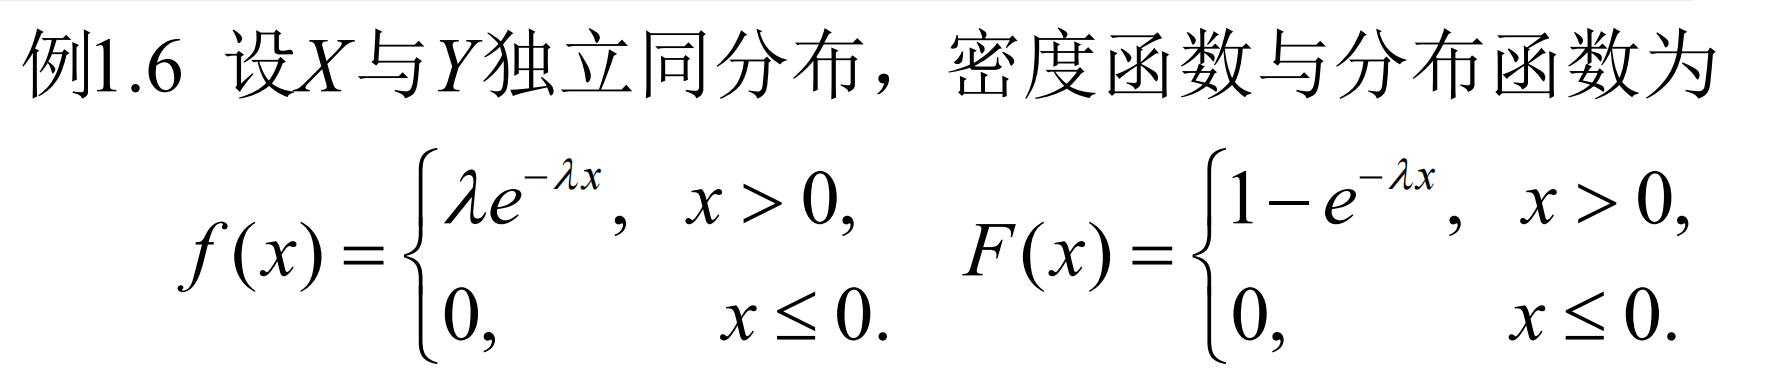 例1.6 设X与Y独立同分布，密度函数与分布函数为
f(x) = { λe^{-λx}, x > 0, 0, x ≤ 0. F(x) = { 1 - e^{-λx}, x > 0, 0, x ≤ 0.